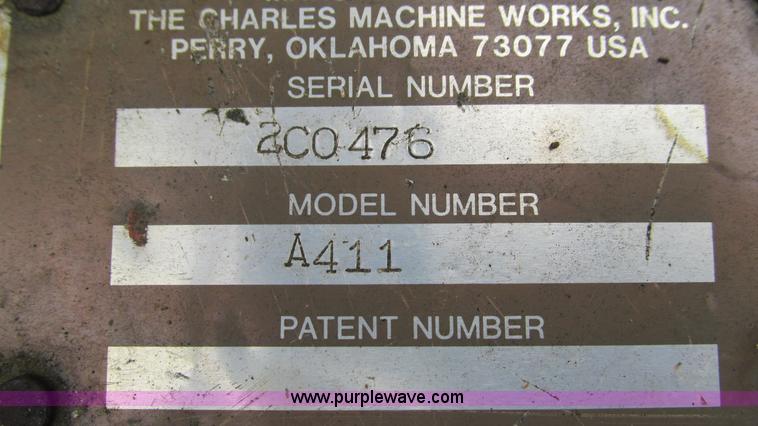 THE CHARLES MACHINE WORKS, INC.
PERRY, OKLAHOMA 73077 USA
SERIAL NUMBER
2C0476
MODEL NUMBER
A411
PATENT NUMBER
www.purplewave.com